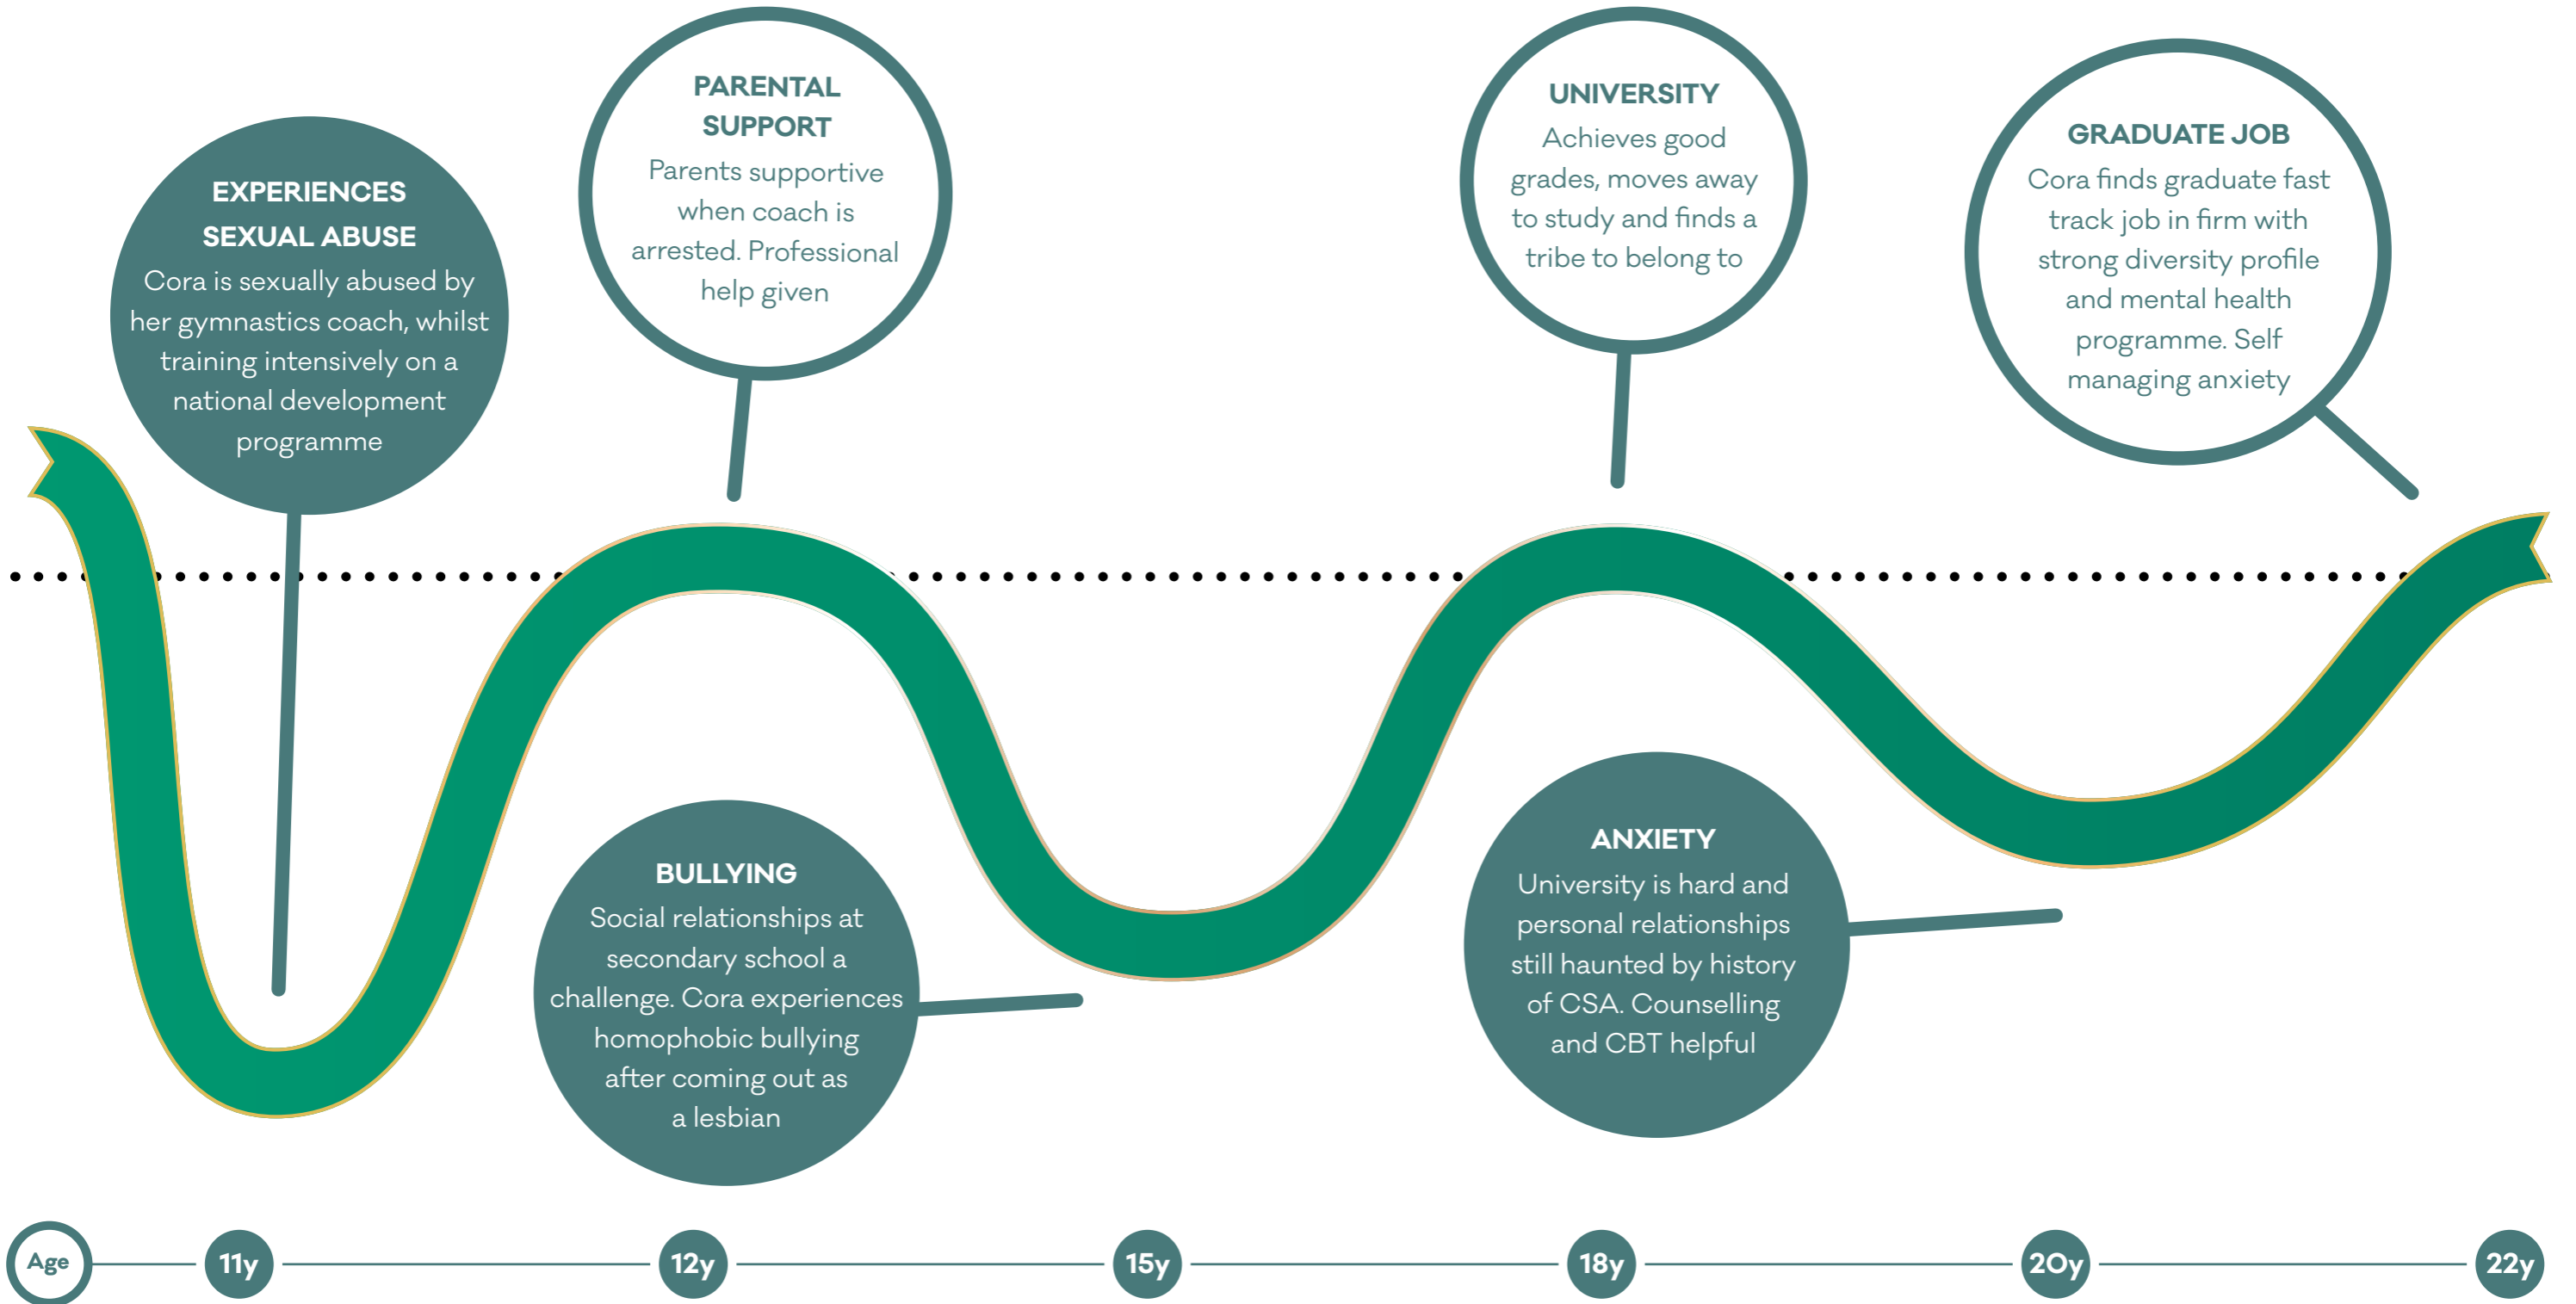 EXPERIENCES
SEXUAL ABUSE
Cora is sexually abused by
her gymnastics coach, whilst
training intensively on a
national development
programme
PARENTAL
SUPPORT
Parents supportive
when coach is
arrested. Professional
help given
UNIVERSITY
Achieves good
grades, moves away
to study and finds a
tribe to belong to
GRADUATE JOB
Cora finds graduate fast
track job in firm with
strong diversity profile
and mental health
programme. Self
managing anxiety
BULLYING
Social relationships at
secondary school a
challenge. Cora experiences
homophobic bullying
after coming out as
a lesbian
ANXIETY
University is hard and
personal relationships
still haunted by history
of CSA. Counselling
and CBT helpful
Age
11y
12y
15y
18y
20y
22y